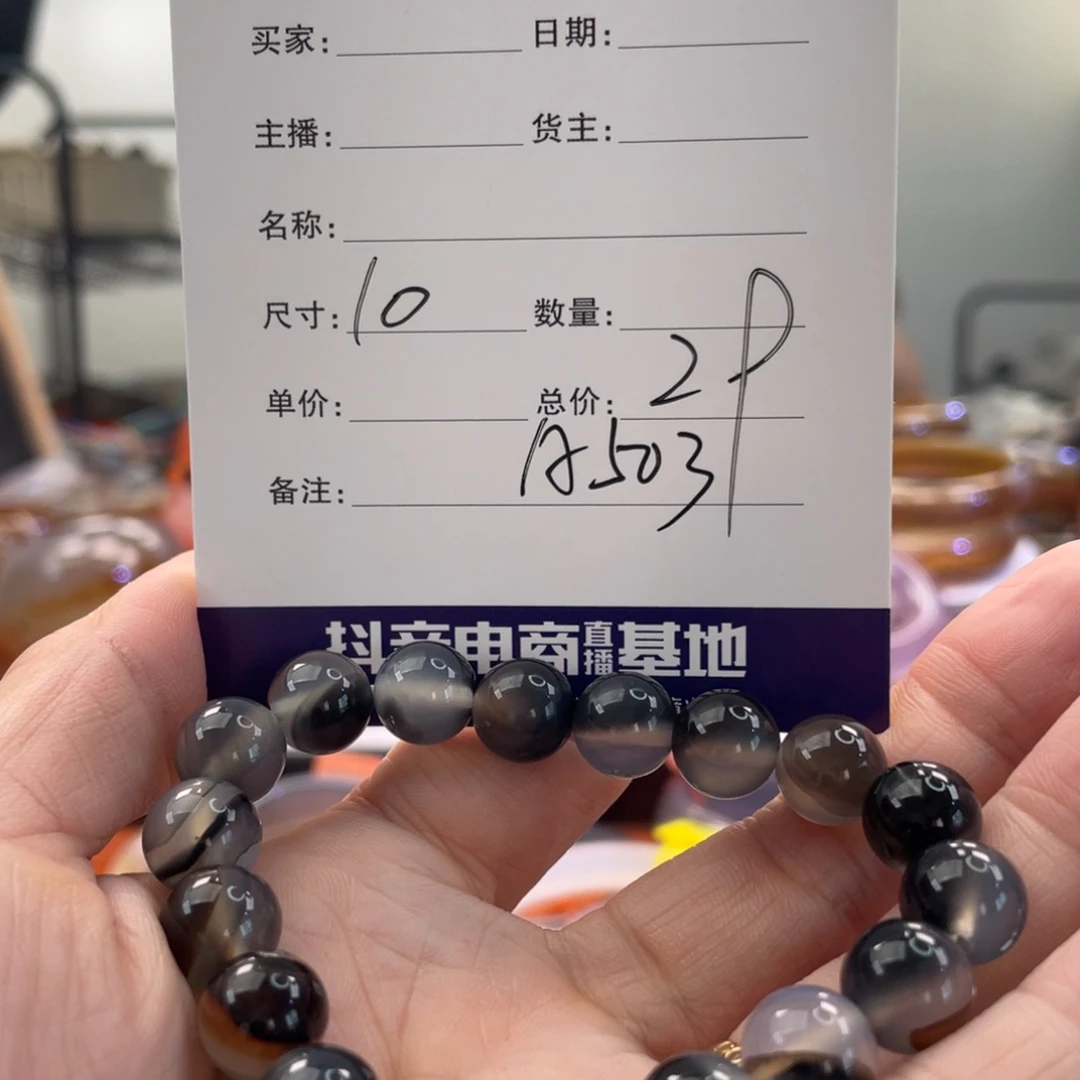 买家： 日期：
主播： 货主：
名称：
尺寸：10 数量：
单价： 总价：2P
备注：A503
抖音电商直播基地